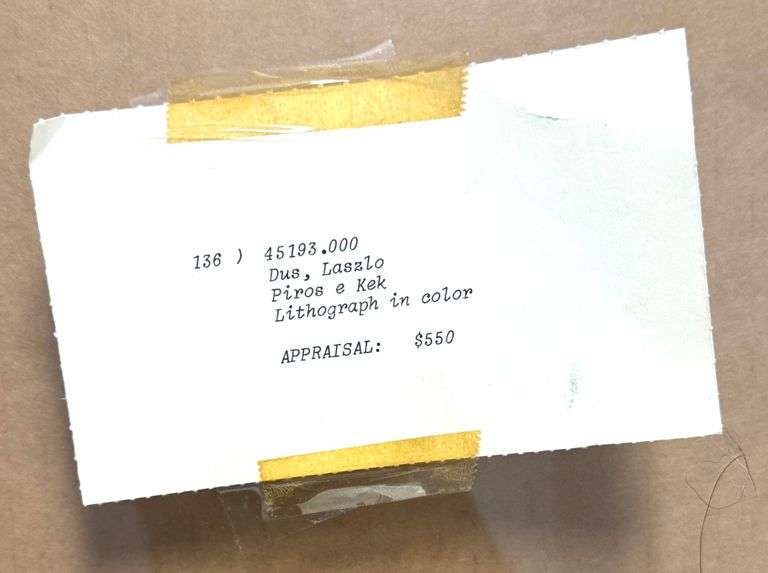 136 ) 45193.000
Dus, Laszlo
Piros e Kek
Lithograph in color
APPRAISAL: $550